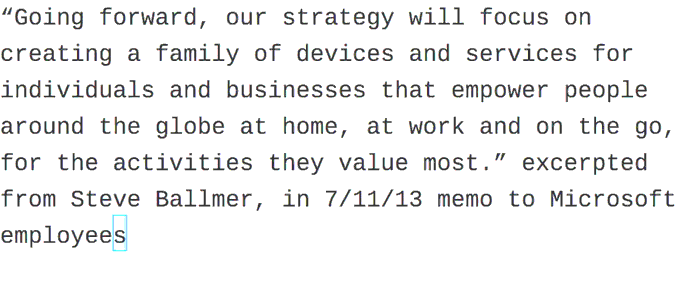 “Going forward, our strategy will focus on
creating a family of devices and services for
individuals and businesses that empower people
around the globe at home, at work and on the go,
for the activities they value most.” excerpted
from Steve Ballmer, in 7/11/13 memo to Microsoft
employees